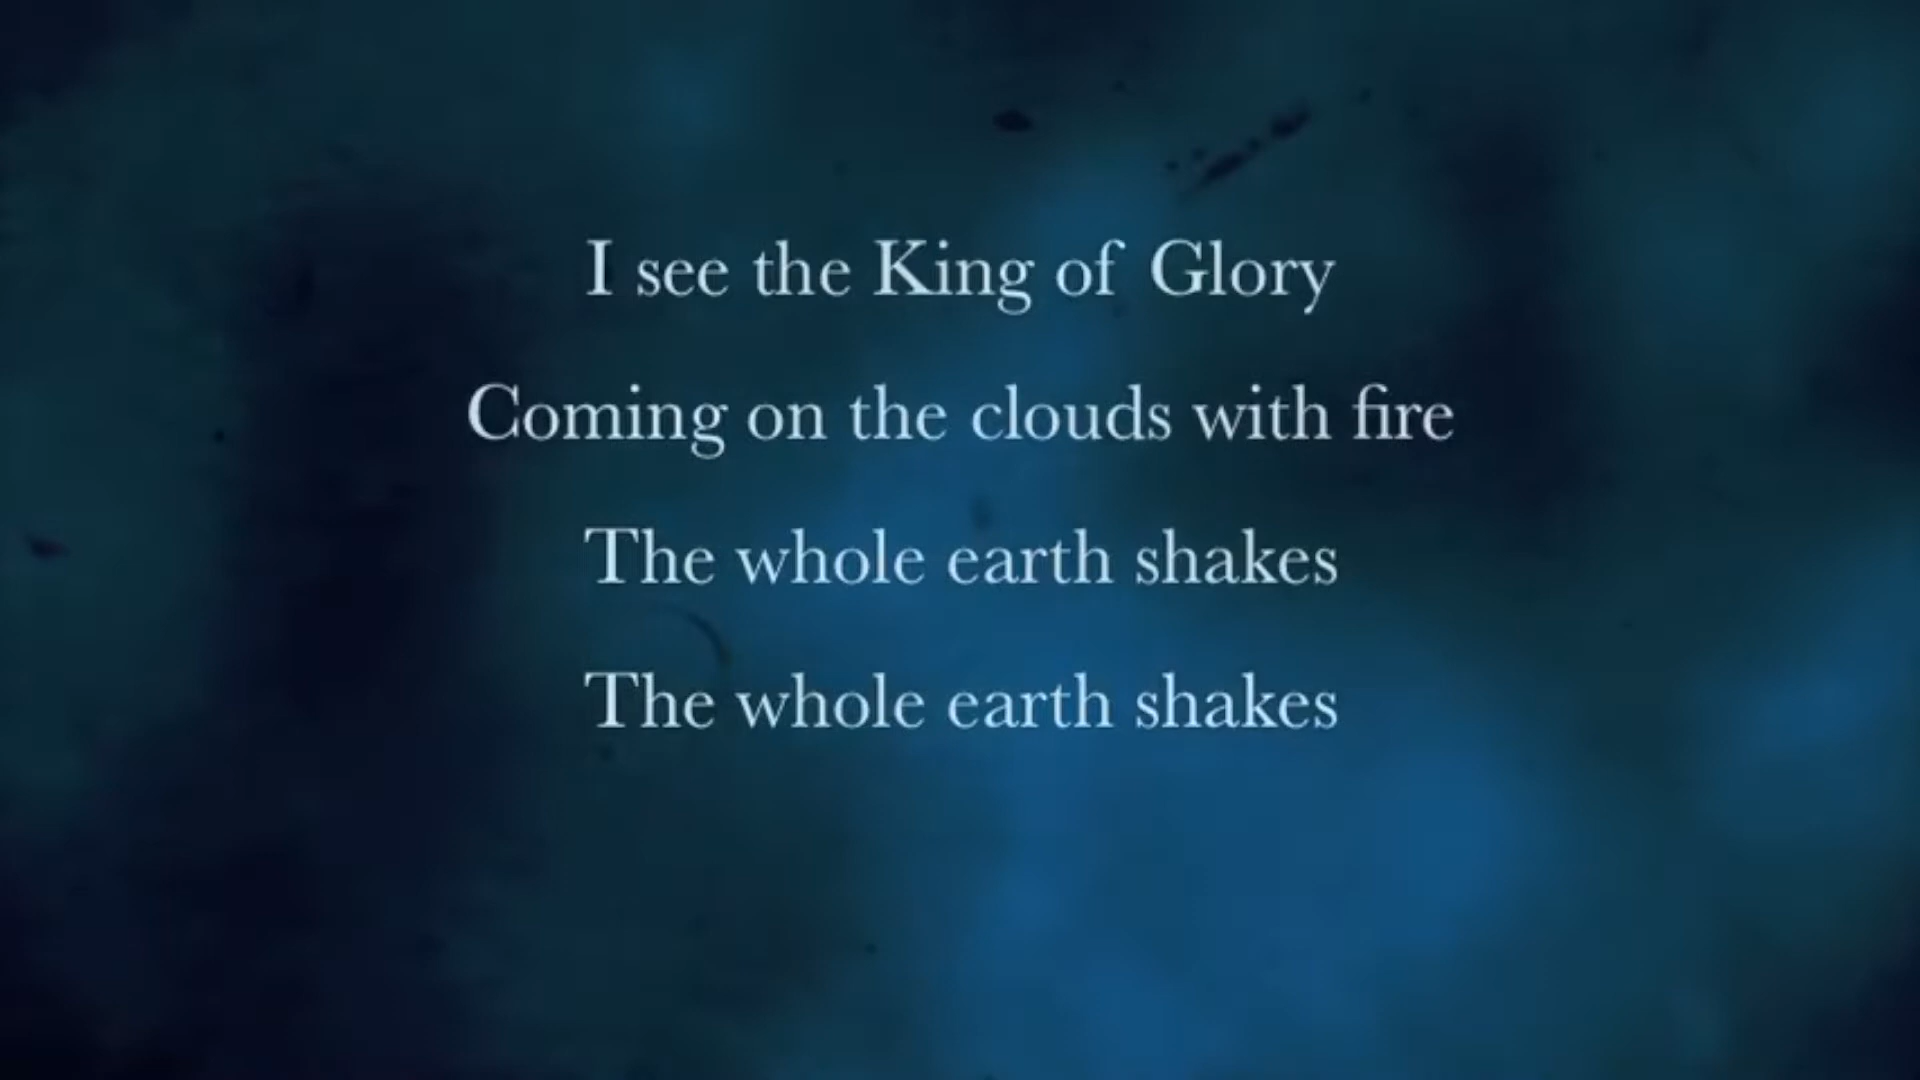 I see the King of Glory
Coming on the clouds with fire
The whole earth shakes
The whole earth shakes